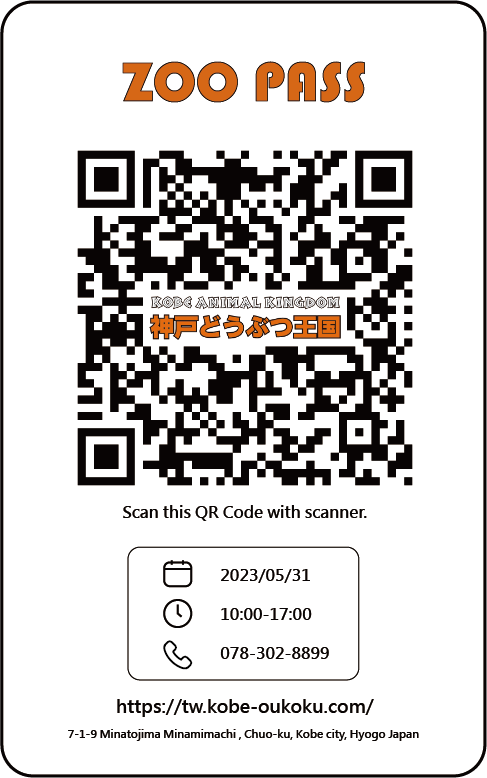 ZOO PASS
KOBE ANIMAL KINGDOM
神戸どうぶつ王国
Scan this QR Code with scanner.
2023/05/31
10:00-17:00
078-302-8899
https://tw.kobe-oukoku.com/
7-1-9 Minatojima Minamimachi , Chuo-ku, Kobe city, Hyogo Japan